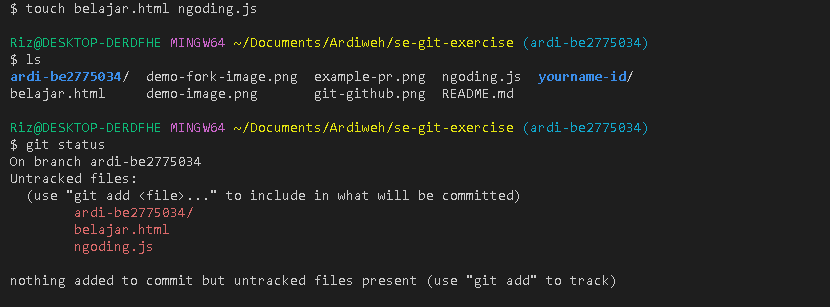 $ touch belajar.html ngoding.js
Riz@DESKTOP-DERDFHE MINGW64 ~/Documents/Ardiweh/se-git-exercise (ardi-be2775034)
$ ls
ardi-be2775034/  demo-fork-image.png  example-pr.png  ngoding.js  yourname-id/
belajar.html     demo-image.png       git-github.png  README.md
Riz@DESKTOP-DERDFHE MINGW64 ~/Documents/Ardiweh/se-git-exercise (ardi-be2775034)
$ git status
On branch ardi-be2775034
Untracked files:
  (use "git add <file>..." to include in what will be committed)
        ardi-be2775034/
        belajar.html
        ngoding.js
nothing added to commit but untracked files present (use "git add" to track)